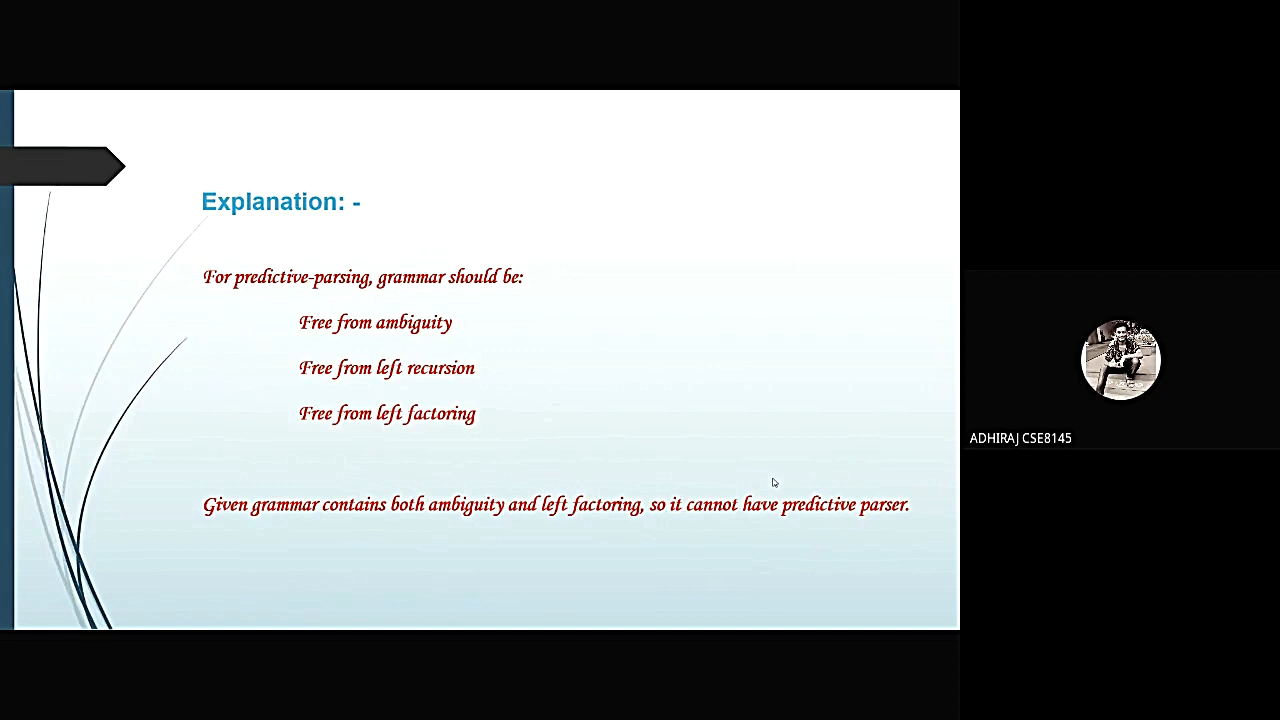 Explanation: -
For predictive-parsing, grammar should be:
Free from ambiguity
Free from left recursion
Free from left factoring
Given grammar contains both ambiguity and left factoring, so it cannot have predictive parser.
ADHIRAJ CSE8145